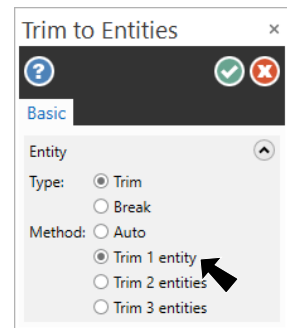 Trim to Entities ×
?
Basic
Entity
Type: Trim
Break
Method: Auto
Trim 1 entity
Trim 2 entities
Trim 3 entities